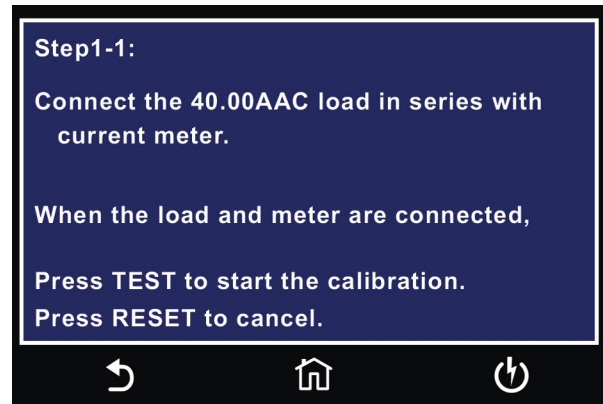 Step1-1:
Connect the 40.00AAC load in series with
current meter.
When the load and meter are connected,
Press TEST to start the calibration.
Press RESET to cancel.